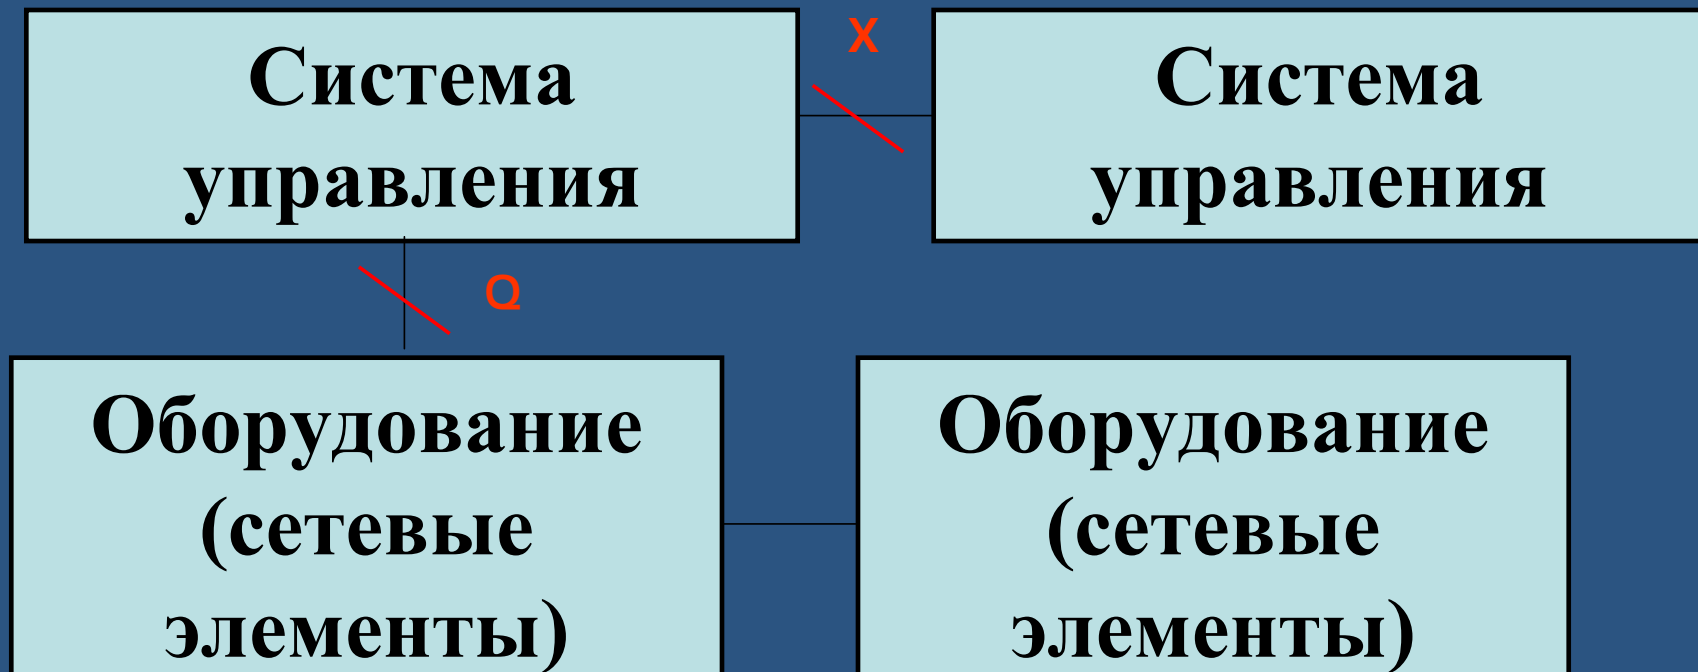 Система
управления
X
Система
управления
Q
Оборудование
(сетевые
элементы)
Оборудование
(сетевые
элементы)